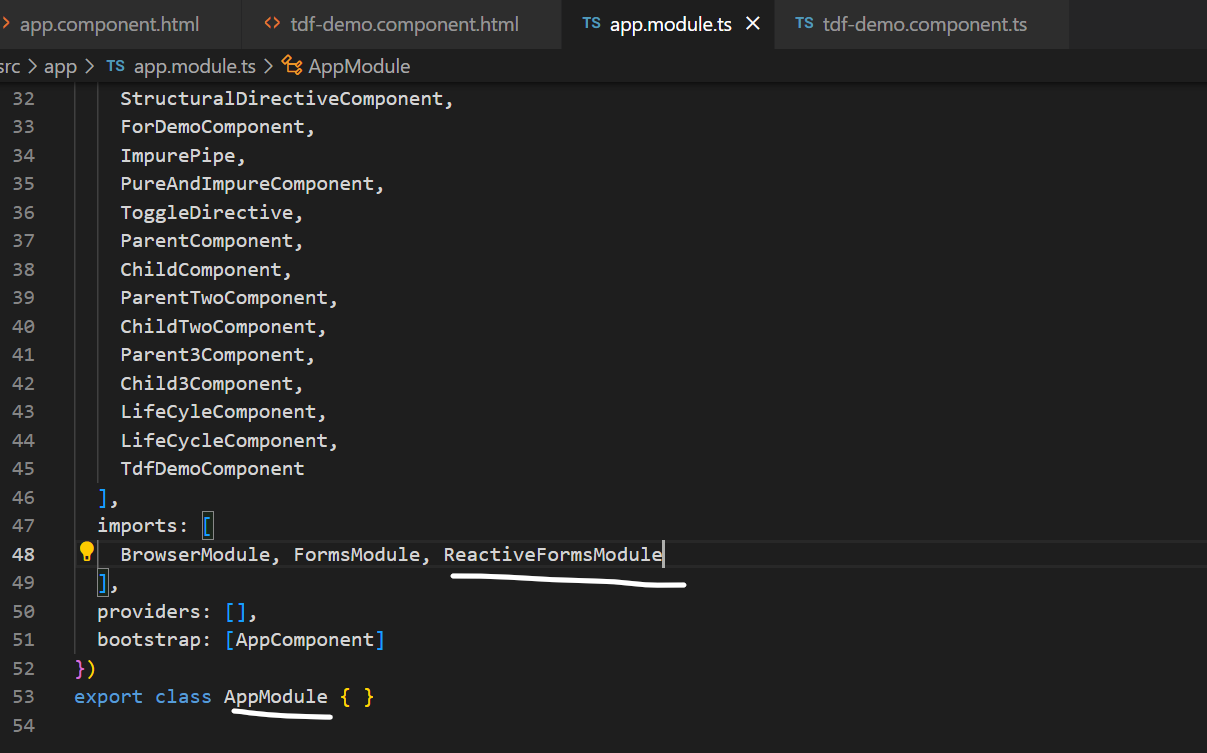 app.component.html tdf-demo.component.html TS app.module.ts TS tdf-demo.component.ts
src > app > TS app.module.ts > AppModule
32 StructuralDirectiveComponent,
33 ForDemoComponent,
34 ImpurePipe,
35 PureAndImpureComponent,
36 ToggleDirective,
37 ParentComponent,
38 ChildComponent,
39 ParentTwoComponent,
40 ChildTwoComponent,
41 Parent3Component,
42 Child3Component,
43 LifeCyleComponent,
44 LifeCycleComponent,
45 TdfDemoComponent
46 ],
47 imports: [
48 BrowserModule, FormsModule, ReactiveFormsModule
49 ],
50 providers: [],
51 bootstrap: [AppComponent]
52 })
53 export class AppModule { }
54